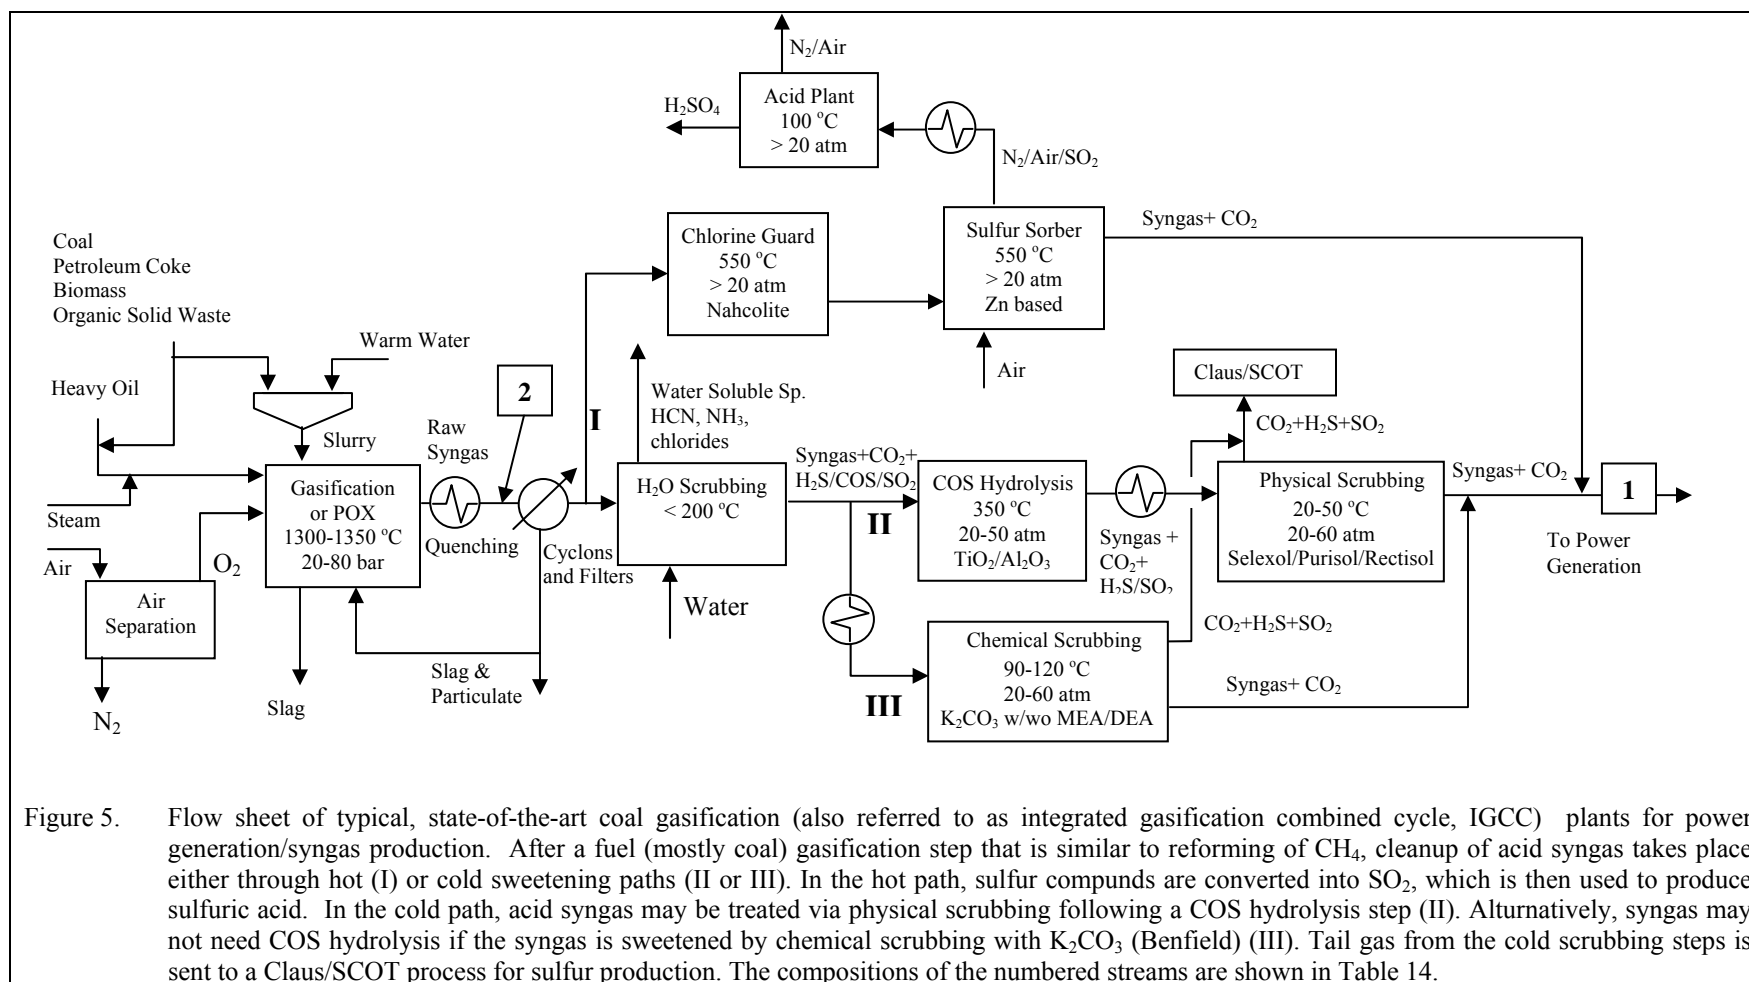 N₂/Air
Acid Plant
100 °C
> 20 atm
H₂SO₄
N₂/Air/SO₂
Coal
Petroleum Coke
Biomass
Organic Solid Waste
Chlorine Guard
550 °C
> 20 atm
Nahcolite
Sulfur Sorber
550 °C
> 20 atm
Zn based
Syngas+ CO₂
Warm Water
Air
Claus/SCOT
Heavy Oil
2
I
Water Soluble Sp.
HCN, NH₃,
chlorides
CO₂+H₂S+SO₂
Slurry
Raw
Syngas
Syngas+CO₂+
H₂S/COS/SO₂
Gasification
or POX
1300-1350 °C
20-80 bar
H₂O Scrubbing
< 200 °C
COS Hydrolysis
350 °C
20-50 atm
TiO₂/Al₂O₃
Physical Scrubbing
20-50 °C
20-60 atm
Selexol/Purisol/Rectisol
Syngas+ CO₂
1
Steam
Quenching
II
Syngas +
CO₂+
H₂S/SO₂
To Power
Generation
Air
O₂
Cyclons
and Filters
Air
Separation
Water
CO₂+H₂S+SO₂
Chemical Scrubbing
90-120 °C
20-60 atm
K₂CO₃ w/wo MEA/DEA
Slag &
Particulate
III
Syngas+ CO₂
N₂
Slag
Figure 5. Flow sheet of typical, state-of-the-art coal gasification (also referred to as integrated gasification combined cycle, IGCC) plants for power
generation/syngas production. After a fuel (mostly coal) gasification step that is similar to reforming of CH₄, cleanup of acid syngas takes place
either through hot (I) or cold sweetening paths (II or III). In the hot path, sulfur compunds are converted into SO₂, which is then used to produce
sulfuric acid. In the cold path, acid syngas may be treated via physical scrubbing following a COS hydrolysis step (II). Alturnatively, syngas may
not need COS hydrolysis if the syngas is sweetened by chemical scrubbing with K₂CO₃ (Benfield) (III). Tail gas from the cold scrubbing steps is
sent to a Claus/SCOT process for sulfur production. The compositions of the numbered streams are shown in Table 14.